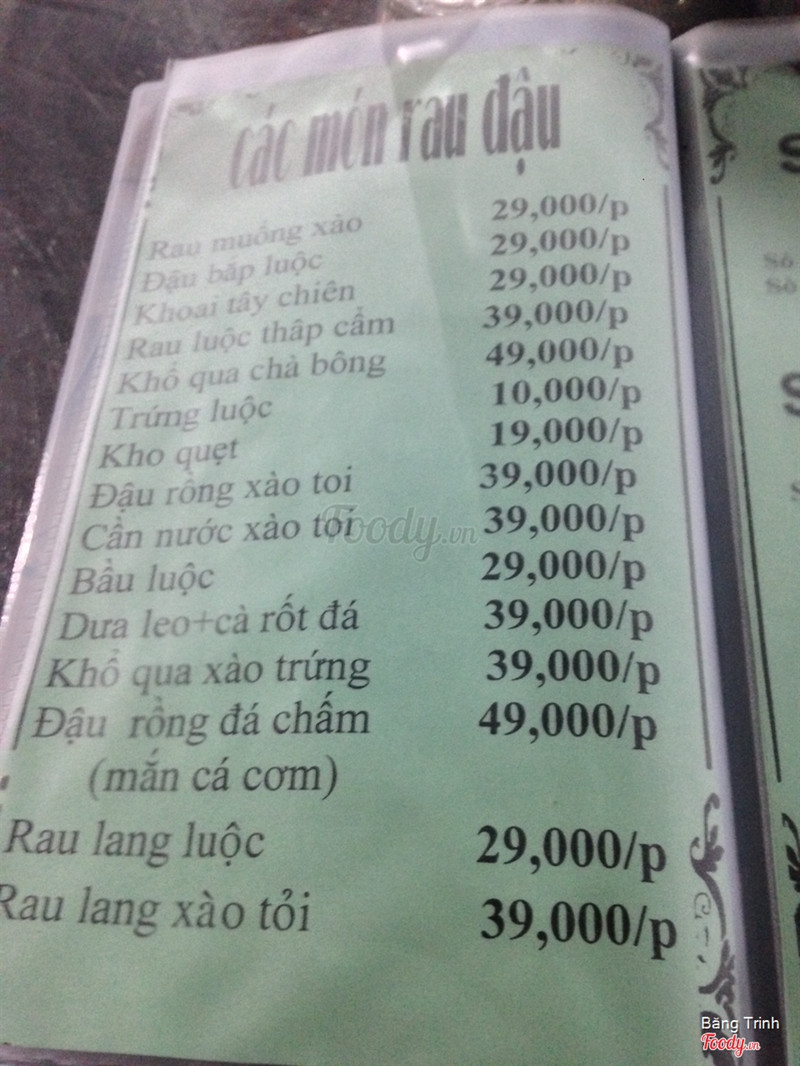 các món rau đậu
Rau muống xào 29,000/p
Đậu băp luộc 29,000/p
Khoai tây chiên 29,000/p
Rau luộc thâp cẩm 39,000/p
Khổ qua chà bông 49,000/p
Trứng luộc 10,000/p
Kho quẹt 19,000/p
Đậu rồng xào toi 39,000/p
Cần nước xào tỏi 39,000/p
Bầu luộc 29,000/p
Dưa leo+cà rốt đá 39,000/p
Khổ qua xào trứng 39,000/p
Đậu rồng đá chấm 49,000/p
(mắn cá cơm)
Rau lang luộc 29,000/p
Rau lang xào tỏi 39,000/p
Foody.vn
Băng Trinh
Foody.vn